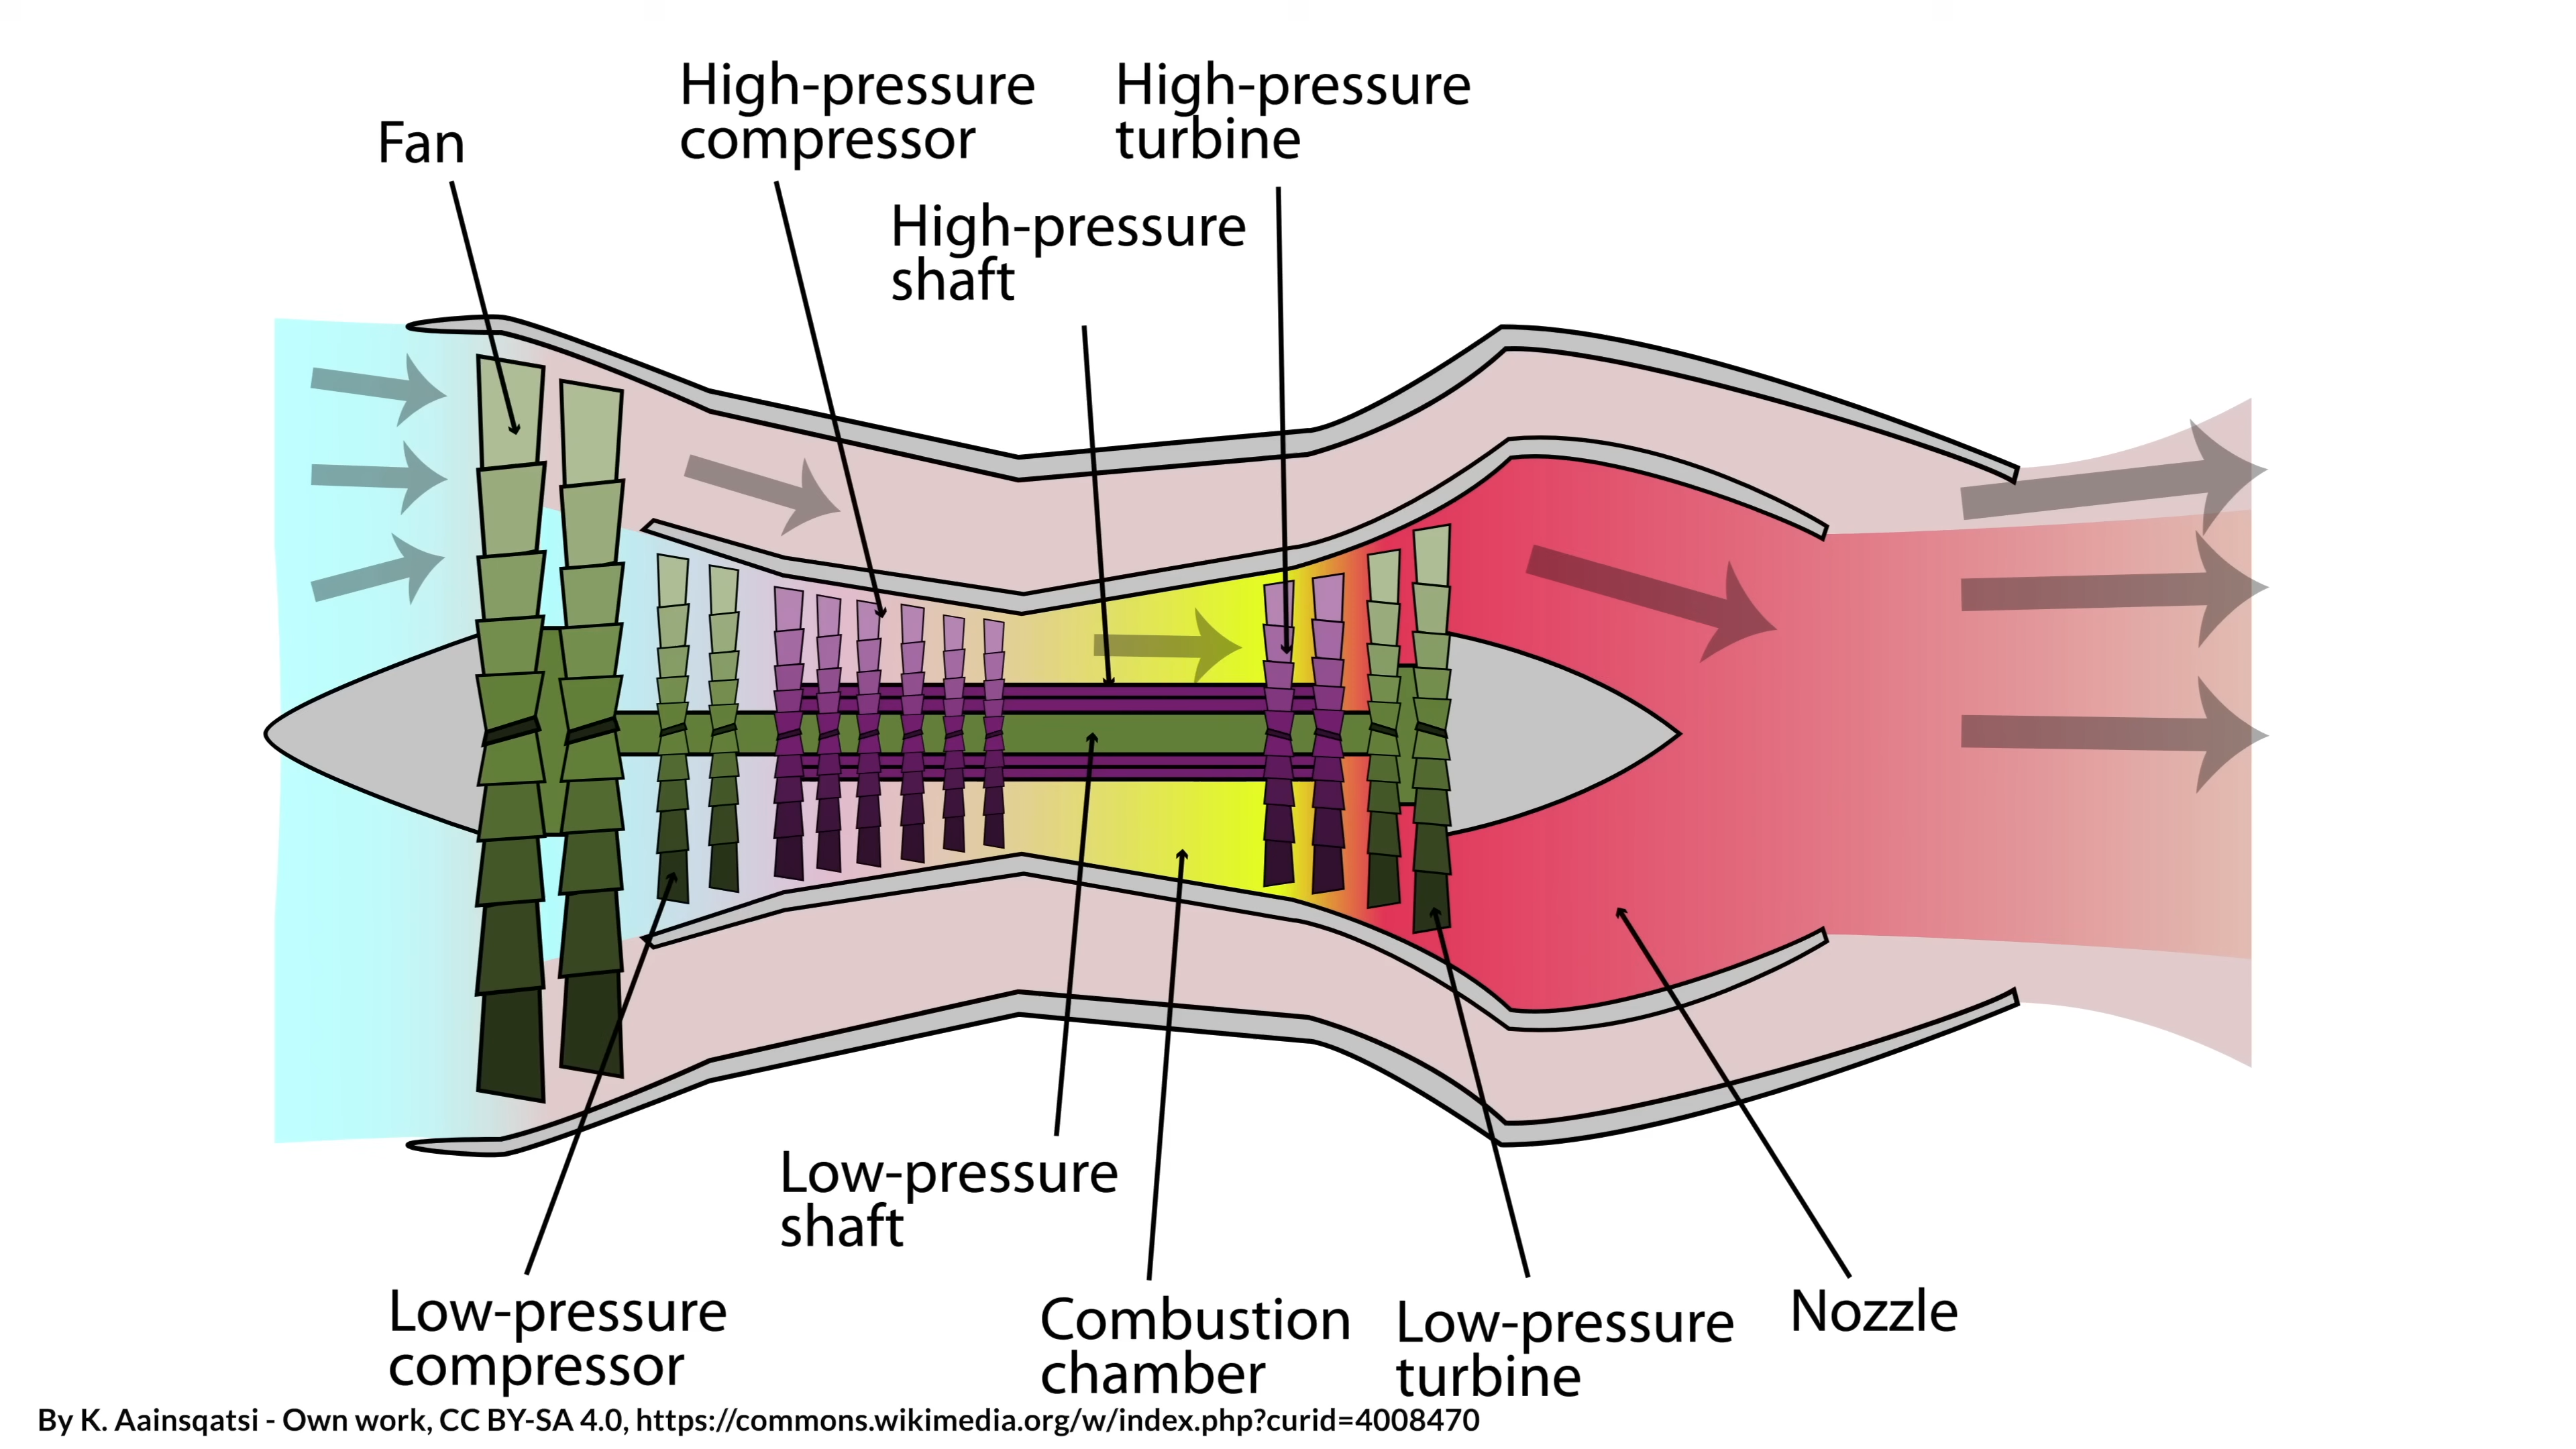 High-pressure
compressor
High-pressure
turbine
Fan
High-pressure
shaft
Low-pressure
shaft
Low-pressure
compressor
Combustion
chamber
Low-pressure
turbine
Nozzle
By K. Aainsqatsi - Own work, CC BY-SA 4.0, https://commons.wikimedia.org/w/index.php?curid=4008470